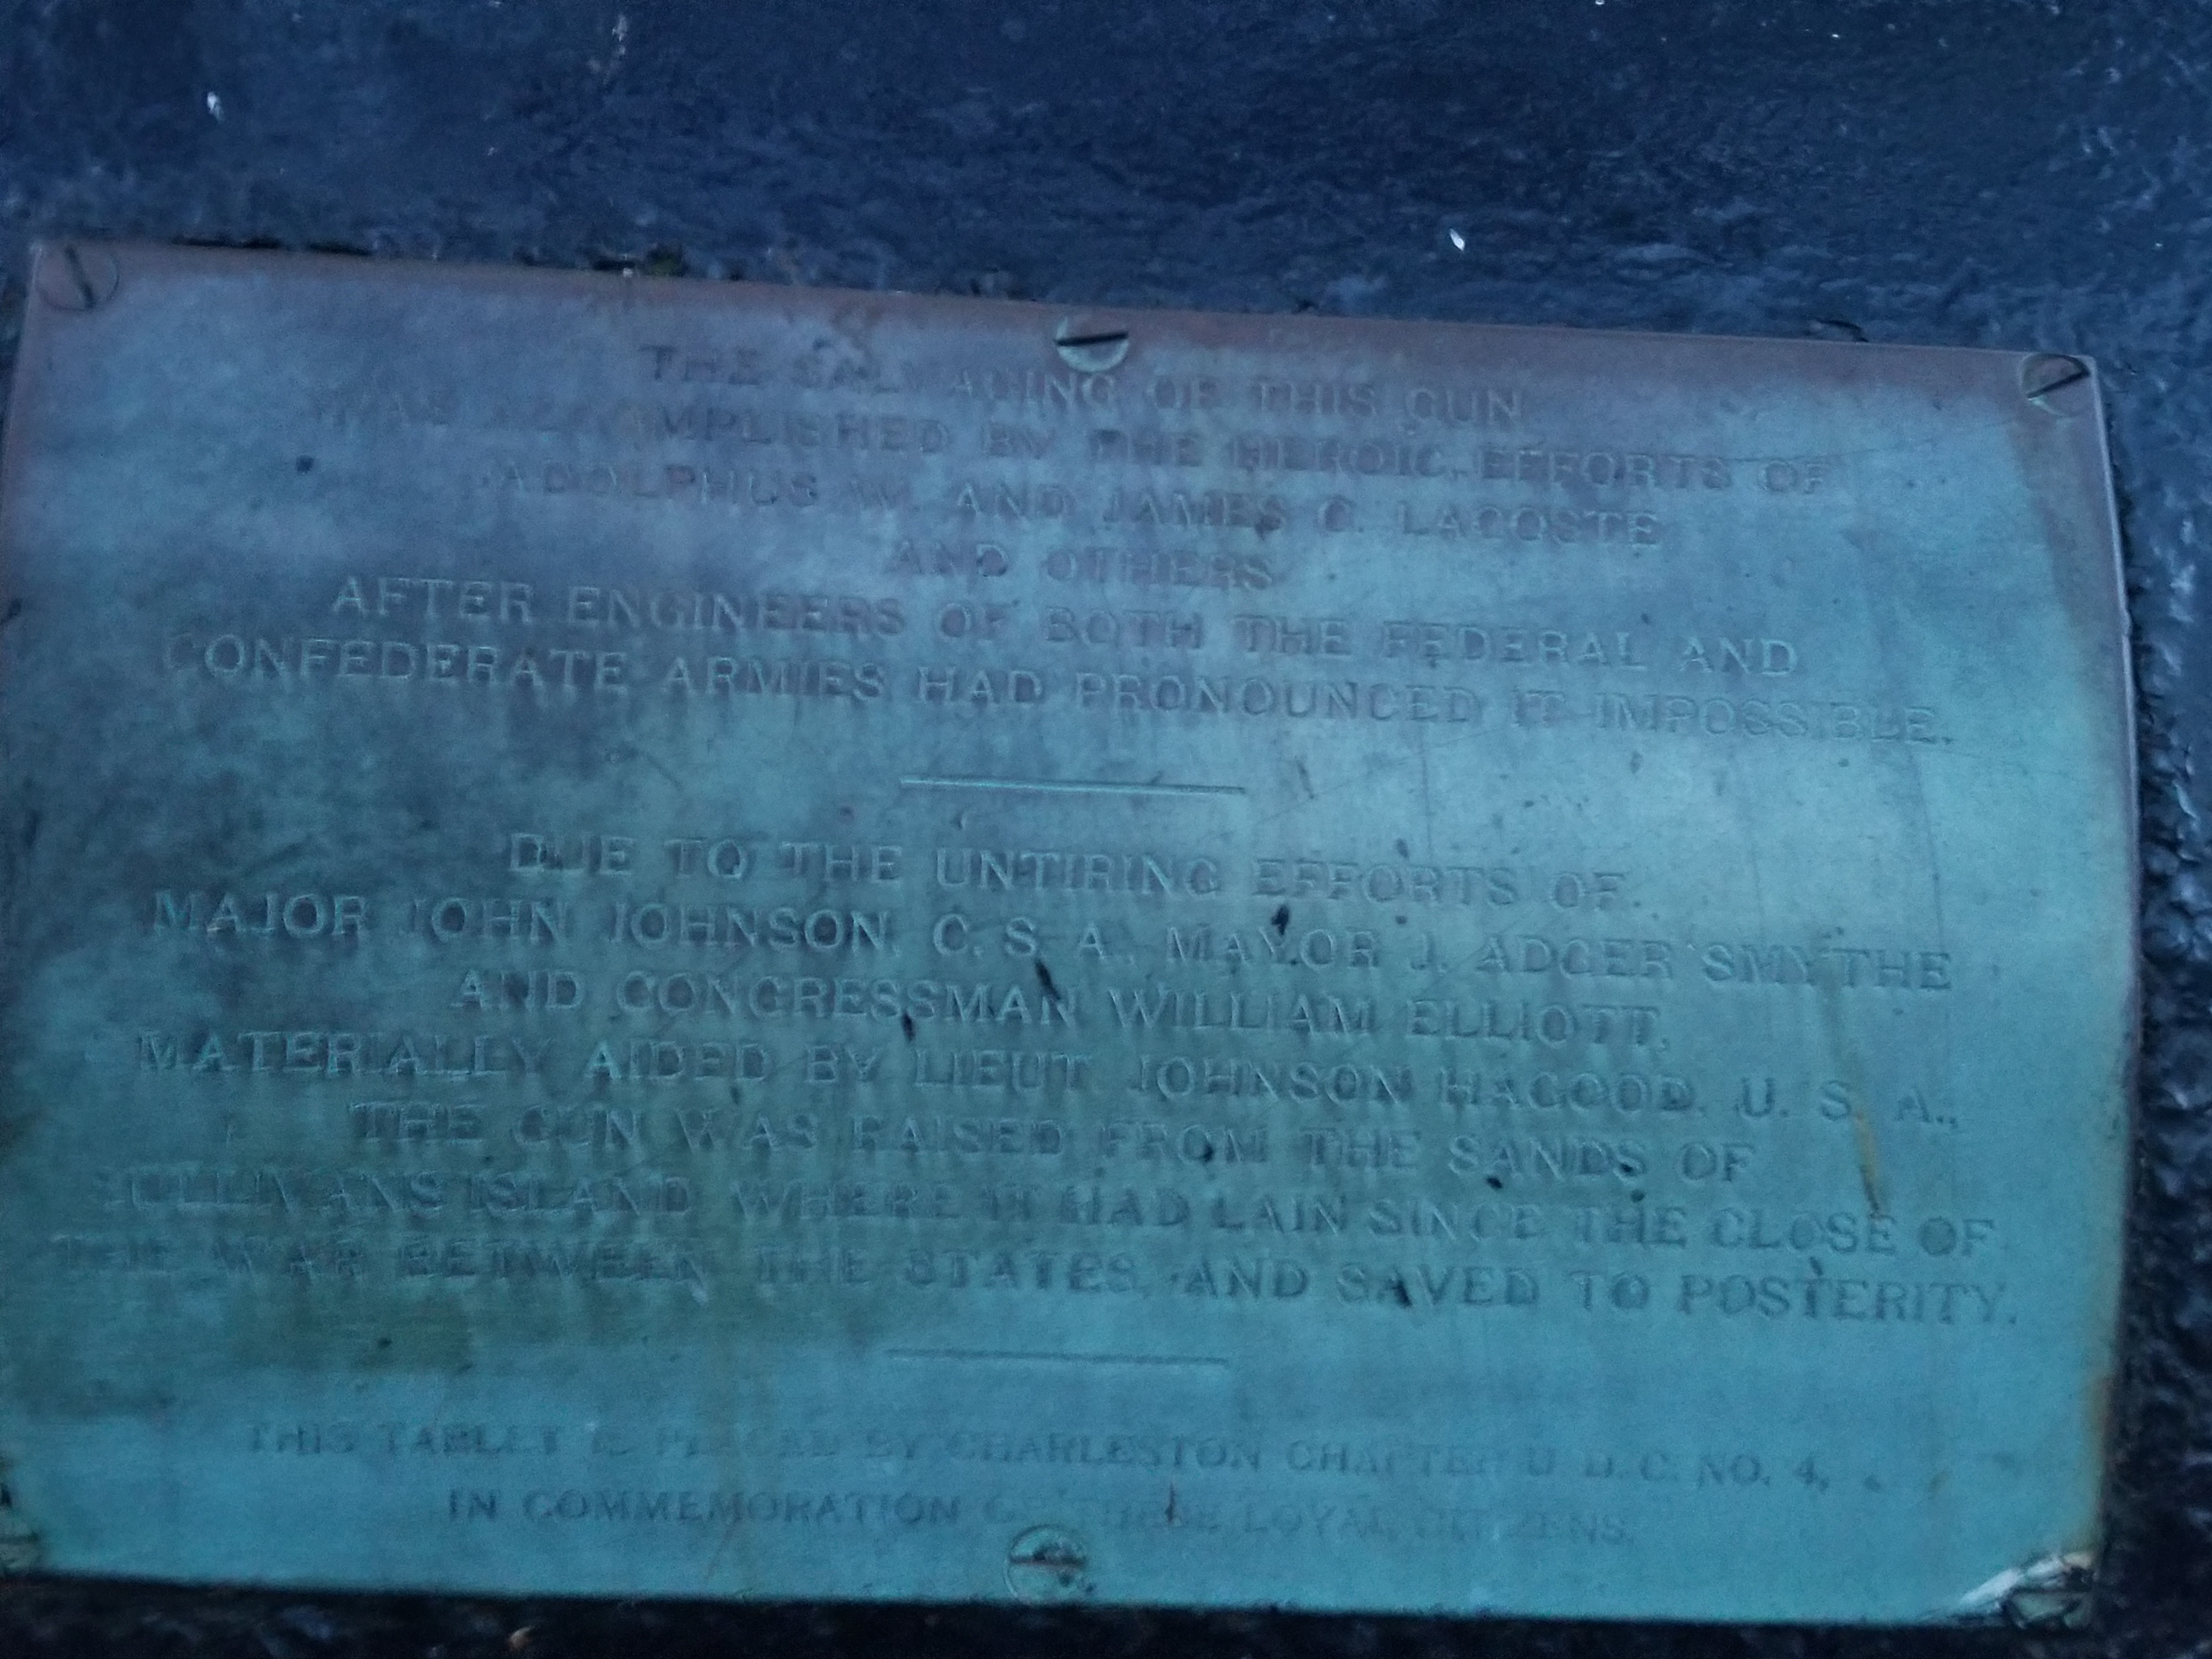 THE SALVAGING OF THIS GUN
WAS ACCOMPLISHED BY THE HEROIC EFFORTS OF
ADOLPHUS W. AND JAMES C. LACOSTE
AND OTHERS
AFTER ENGINEERS OF BOTH THE FEDERAL AND
CONFEDERATE ARMIES HAD PRONOUNCED IT IMPOSSIBLE.
DUE TO THE UNTIRING EFFORTS OF
MAJOR JOHN JOHNSON, C. S. A., MAYOR J. ADGER SMYTHE
AND CONGRESSMAN WILLIAM ELLIOTT,
MATERIALLY AIDED BY LIEUT. JOHNSON HAGOOD, U. S. A.,
THE GUN WAS RAISED FROM THE SANDS OF
SULLIVANS ISLAND WHERE IT HAD LAIN SINCE THE CLOSE OF
THE WAR BETWEEN THE STATES, AND SAVED TO POSTERITY.
THIS TABLET IS PLACED BY CHARLESTON CHAPTER U. D. C. NO. 4,
IN COMMEMORATION OF THESE LOYAL CITIZENS.